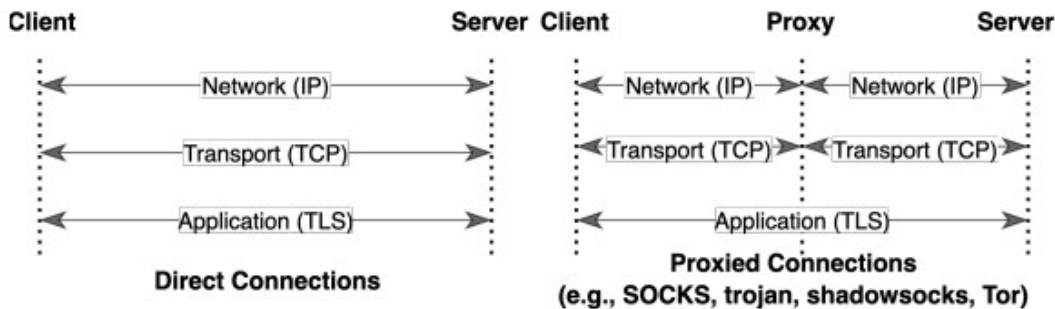 Client Server
Network (IP)
Transport (TCP)
Application (TLS)
Direct Connections
Client Proxy Server
Network (IP) Network (IP)
Transport (TCP) Transport (TCP)
Application (TLS)
Proxied Connections
(e.g., SOCKS, trojan, shadowsocks, Tor)